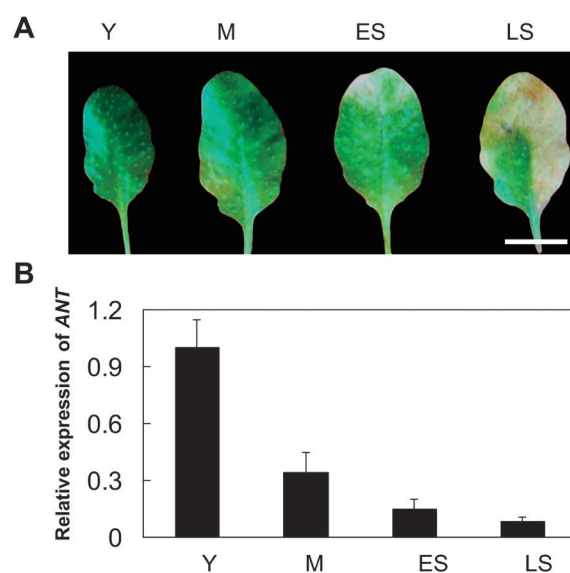 A
Y M ES LS
B
Relative expression of ANT
1.2
0.9
0.6
0.3
0
Y M ES LS